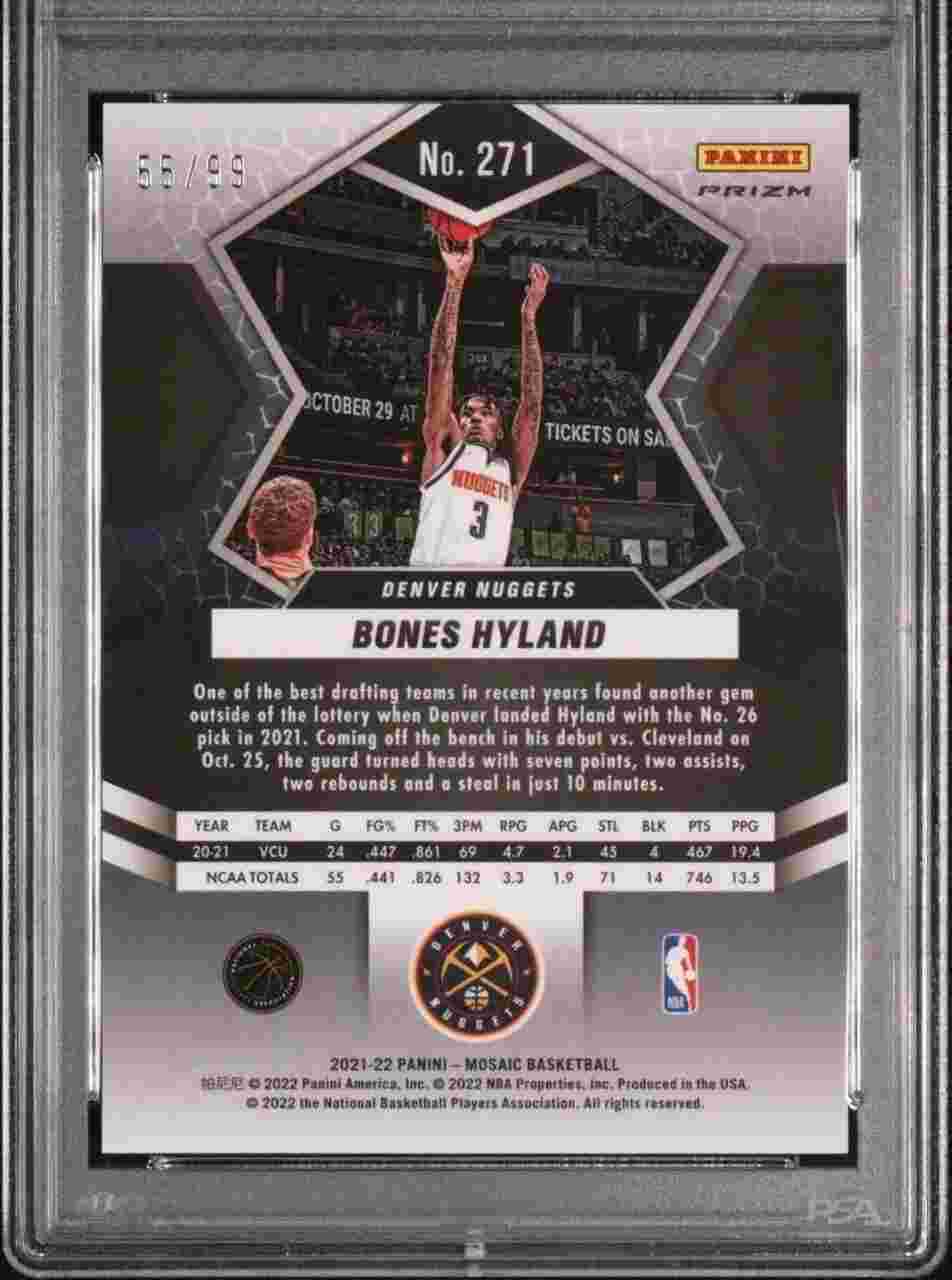 55/99
No. 271
PANINI
PRIZM
OCTOBER 29 AT
TICKETS ON SA
NUGGETS
3
DENVER NUGGETS
BONES HYLAND
One of the best drafting teams in recent years found another gem
outside of the lottery when Denver landed Hyland with the No. 26
pick in 2021. Coming off the bench in his debut vs. Cleveland on
Oct. 25, the guard turned heads with seven points, two assists,
two rebounds and a steal in just 10 minutes.
YEAR TEAM G FG% FT% 3PM RPG APG STL BLK PTS PPG
20-21 VCU 24 .447 .861 69 4.7 2.1 45 4 467 19.4
NCAA TOTALS 55 .441 .826 132 3.3 1.9 71 14 746 13.5
DENVER
NUGGETS
NBA
2021-22 PANINI – MOSAIC BASKETBALL
帕尼尼 © 2022 Panini America, Inc. © 2022 NBA Properties, Inc. Produced in the USA.
© 2022 the National Basketball Players Association. All rights reserved.
PSA